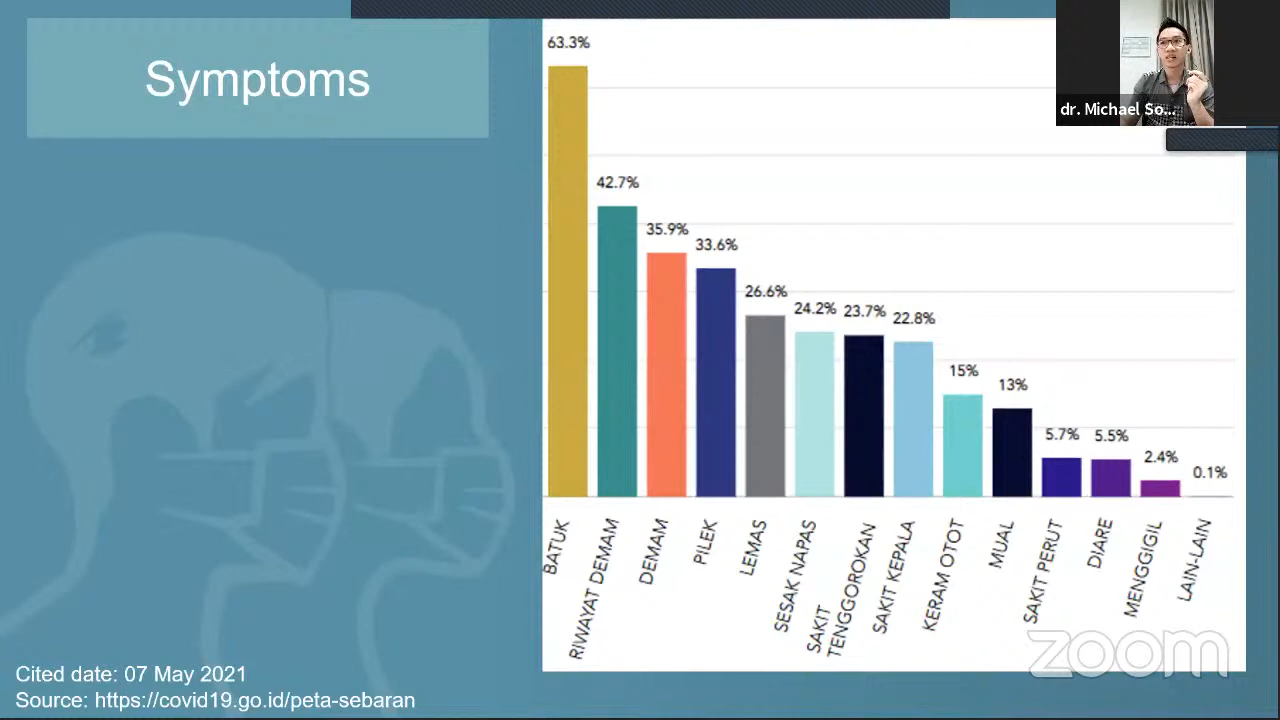 Symptoms
63.3%
42.7%
35.9%
33.6%
26.6%
24.2%
23.7%
22.8%
15%
13%
5.7%
5.5%
2.4%
0.1%
BATUK
RIWAYAT DEMAM
DEMAM
PILEK
LEMAS
SESAK NAPAS
SAKIT
TENGGOROKAN
SAKIT KEPALA
KERAM OTOT
MUAL
SAKIT PERUT
DIARE
MENGGIGIL
LAIN-LAIN
dr. Michael So...
zoom
Cited date: 07 May 2021
Source: https://covid19.go.id/peta-sebaran